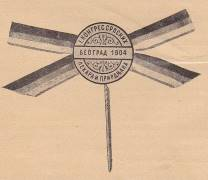 I КОНГРЕС СРПСКИХ
БЕОГРАД 1904
ЛЕКАРА И ПРИРОДЊАКА